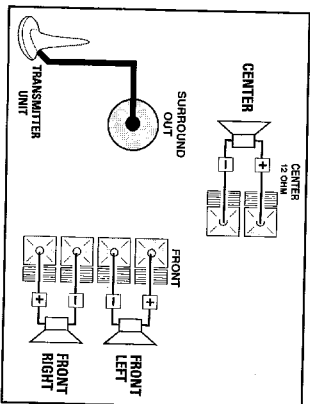 TRANSMITTER
UNIT
SURROUND
OUT
CENTER
CENTER
12 OHM
−
+
FRONT
+
−
−
+
FRONT
RIGHT
FRONT
LEFT